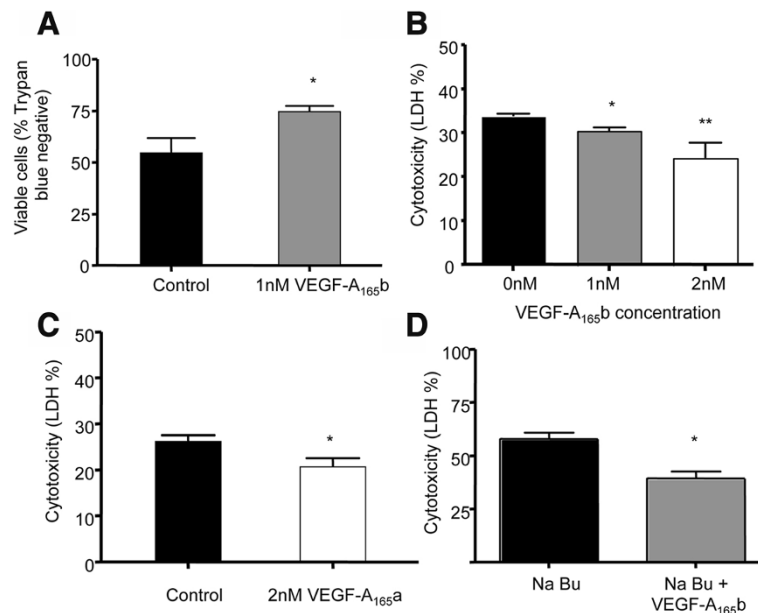 A
Viable cells (% Trypan
blue negative)
100
75
50
25
0
*
Control
1nM VEGF-A₁₆₅b
B
Cytotoxicity (LDH %)
50
40
30
20
10
0
*
**
0nM
1nM
2nM
VEGF-A₁₆₅b concentration
C
Cytotoxicity (LDH %)
50
40
30
20
10
0
*
Control
2nM VEGF-A₁₆₅a
D
Cytotoxicity (LDH %)
100
75
50
25
*
Na Bu
Na Bu +
VEGF-A₁₆₅b